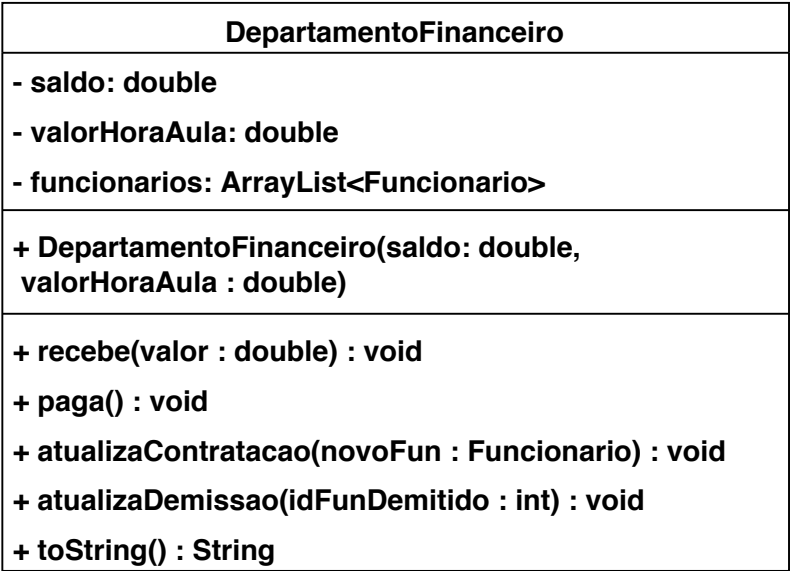 DepartamentoFinanceiro
- saldo: double
- valorHoraAula: double
- funcionarios: ArrayList<Funcionario>
+ DepartamentoFinanceiro(saldo: double,
valorHoraAula : double)
+ recebe(valor : double) : void
+ paga() : void
+ atualizaContratacao(novoFun : Funcionario) : void
+ atualizaDemissao(idFunDemitido : int) : void
+ toString() : String